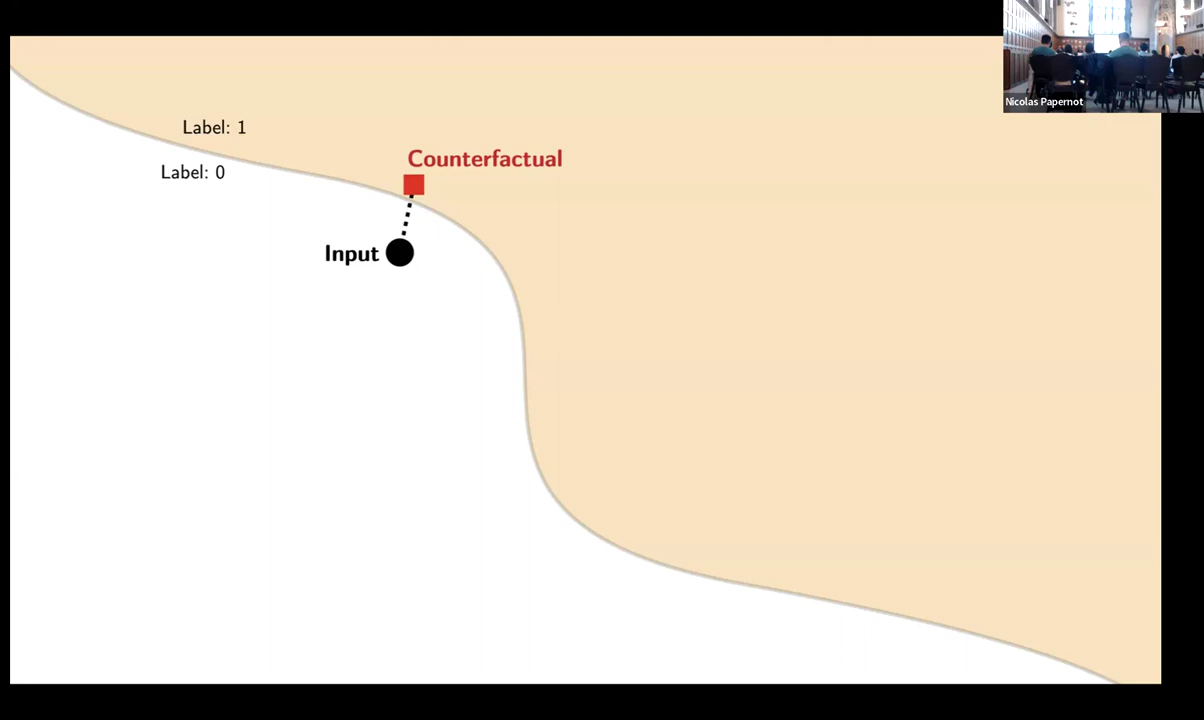 Nicolas Papernot
Label: 1
Counterfactual
Label: 0
Input